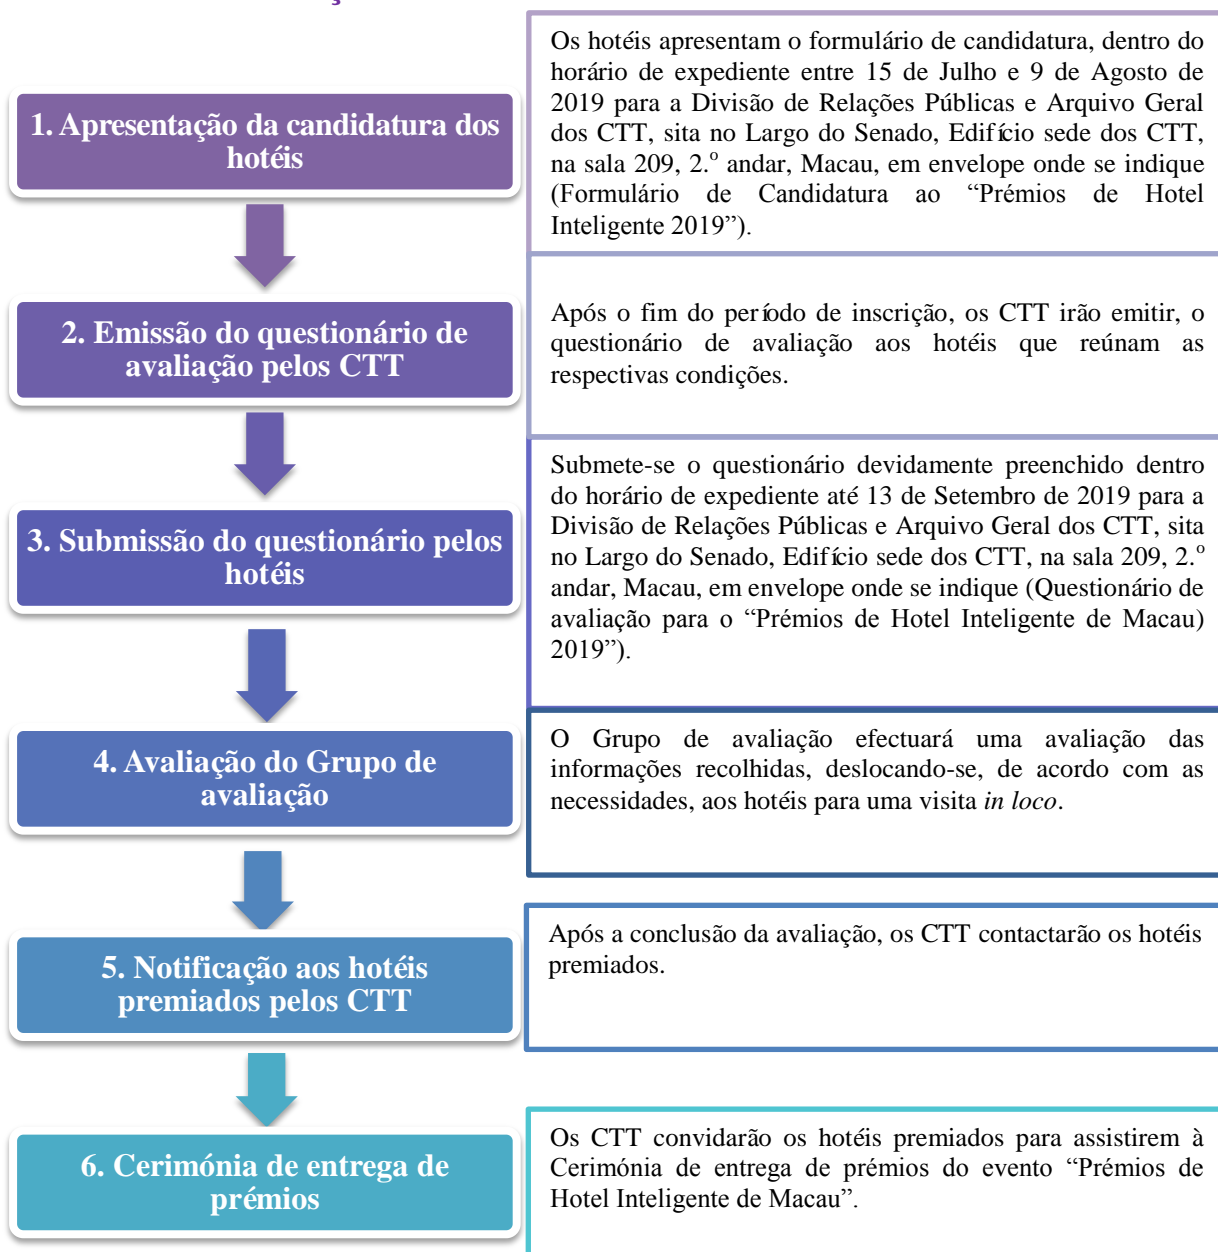 1. Apresentação da candidatura dos
hotéis
Os hotéis apresentam o formulário de candidatura, dentro do
horário de expediente entre 15 de Julho e 9 de Agosto de
2019 para a Divisão de Relações Públicas e Arquivo Geral
dos CTT, sita no Largo do Senado, Edifício sede dos CTT,
na sala 209, 2.º andar, Macau, em envelope onde se indique
(Formulário de Candidatura ao “Prémios de Hotel
Inteligente 2019”).
2. Emissão do questionário de
avaliação pelos CTT
Após o fim do período de inscrição, os CTT irão emitir, o
questionário de avaliação aos hotéis que reúnam as
respectivas condições.
3. Submissão do questionário pelos
hotéis
Submete-se o questionário devidamente preenchido dentro
do horário de expediente até 13 de Setembro de 2019 para a
Divisão de Relações Públicas e Arquivo Geral dos CTT, sita
no Largo do Senado, Edifício sede dos CTT, na sala 209, 2.º
andar, Macau, em envelope onde se indique (Questionário de
avaliação para o “Prémios de Hotel Inteligente de Macau)
2019”).
4. Avaliação do Grupo de
avaliação
O Grupo de avaliação efectuará uma avaliação das
informações recolhidas, deslocando-se, de acordo com as
necessidades, aos hotéis para uma visita in loco.
5. Notificação aos hotéis
premiados pelos CTT
Após a conclusão da avaliação, os CTT contactarão os hotéis
premiados.
6. Cerimónia de entrega de
prémios
Os CTT convidarão os hotéis premiados para assistirem à
Cerimónia de entrega de prémios do evento “Prémios de
Hotel Inteligente de Macau”.